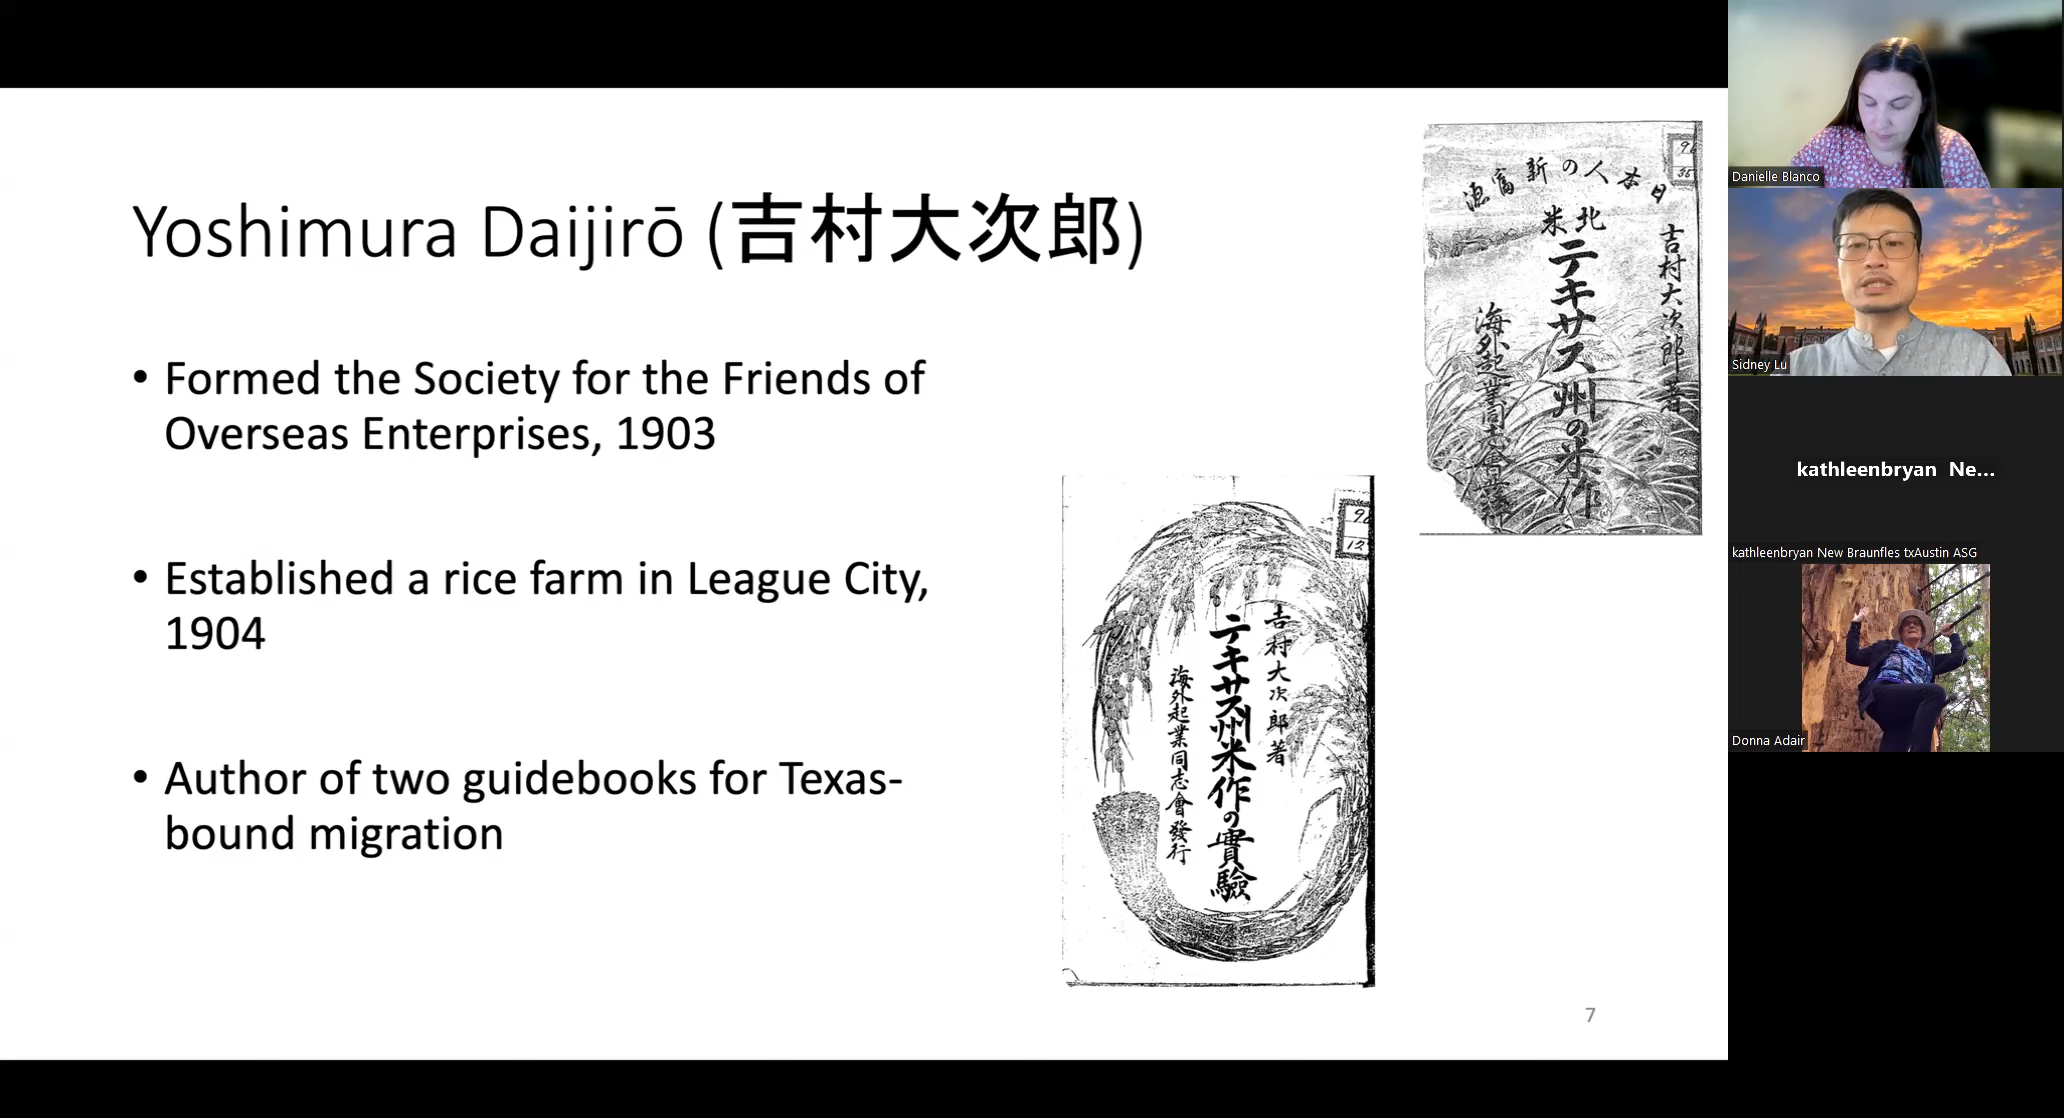 Yoshimura Daijirō (吉村大次郎)
• Formed the Society for the Friends of
Overseas Enterprises, 1903
• Established a rice farm in League City,
1904
• Author of two guidebooks for Texas-
bound migration
日本人の新富源
吉村大次郎著
北米
テキサス州の米作
海外起業同志會
吉村大次郎著
テキサス州米作の實驗
海外起業同志會發行
7
Danielle Blanco
Sidney Lu
kathleenbryan Ne...
kathleenbryan New Braunfles txAustin ASG
Donna Adair